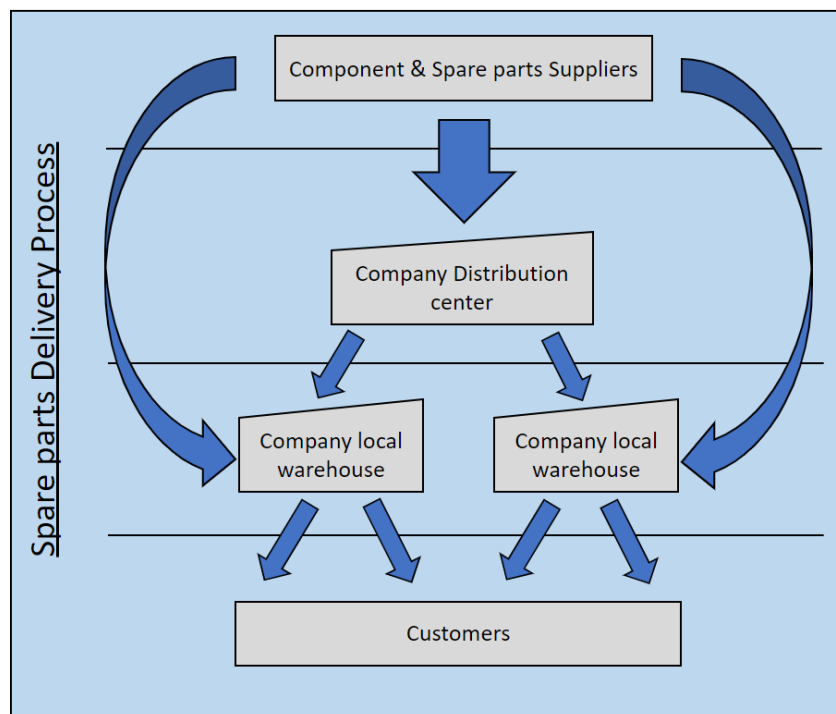 Component & Spare parts Suppliers
Spare parts Delivery Process
Company Distribution
center
Company local
warehouse
Company local
warehouse
Customers